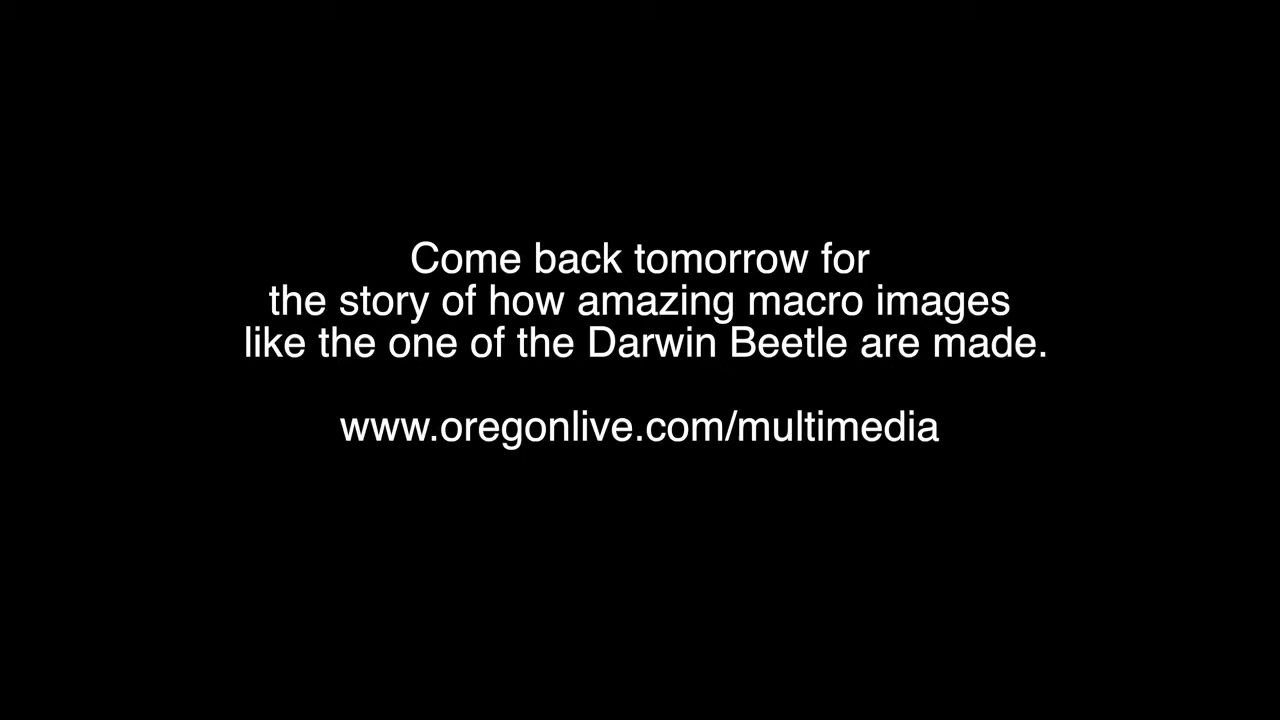 Come back tomorrow for
the story of how amazing macro images
like the one of the Darwin Beetle are made.
www.oregonlive.com/multimedia